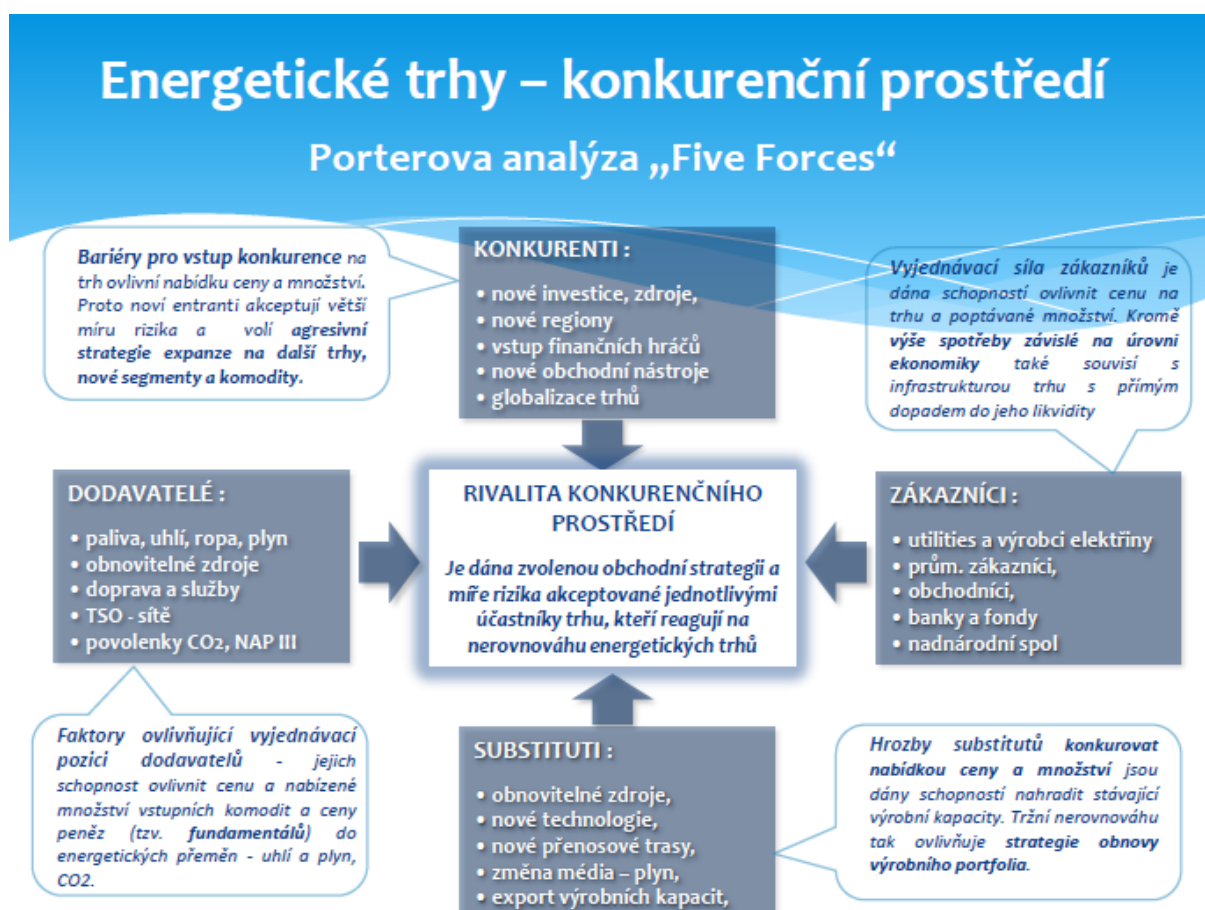 Energetické trhy – konkurenční prostředí
Porterova analýza „Five Forces“
Bariéry pro vstup konkurence na
trh ovlivní nabídku ceny a množství.
Proto noví entranti akceptují větší
míru rizika a volí agresivní
strategie expanze na další trhy,
nové segmenty a komodity.
KONKURENTI :
• nové investice, zdroje,
• nové regiony
• vstup finančních hráčů
• nové obchodní nástroje
• globalizace trhů
Vyjednávací síla zákazníků je
dána schopností ovlivnit cenu na
trhu a poptávané množství. Kromě
výše spotřeby závislé na úrovni
ekonomiky také souvisí s
infrastrukturou trhu s přímým
dopadem do jeho likvidity
DODAVATELÉ :
• paliva, uhlí, ropa, plyn
• obnovitelné zdroje
• doprava a služby
• TSO - sítě
• povolenky CO2, NAP III
RIVALITA KONKURENČNÍHO
PROSTŘEDÍ
Je dána zvolenou obchodní strategii a
míře rizika akceptované jednotlivými
účastníky trhu, kteří reagují na
nerovnováhu energetických trhů
ZÁKAZNÍCI :
• utilities a výrobci elektřiny
• prům. zákazníci,
• obchodníci,
• banky a fondy
• nadnárodní spol
Faktory ovlivňující vyjednávací
pozici dodavatelů - jejich
schopnost ovlivnit cenu a nabízené
množství vstupních komodit a ceny
peněz (tzv. fundamentálů) do
energetických přeměn - uhlí a plyn,
CO2.
SUBSTITUTI :
• obnovitelné zdroje,
• nové technologie,
• nové přenosové trasy,
• změna média – plyn,
• export výrobních kapacit,
Hrozby substitutů konkurovat
nabídkou ceny a množství jsou
dány schopností nahradit stávající
výrobní kapacity. Tržní nerovnováhu
tak ovlivňuje strategie obnovy
výrobního portfolia.